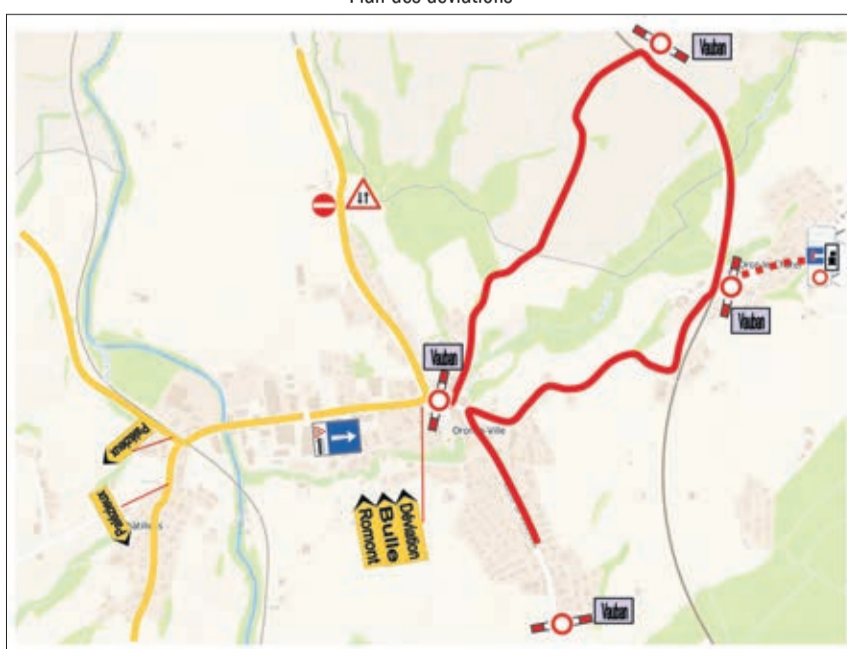 Plan des déviations
Vauban
Vauban
Vauban
Oron-la-Ville
Palézieux
Palézieux
Déviation
Bulle
Romont
Vauban